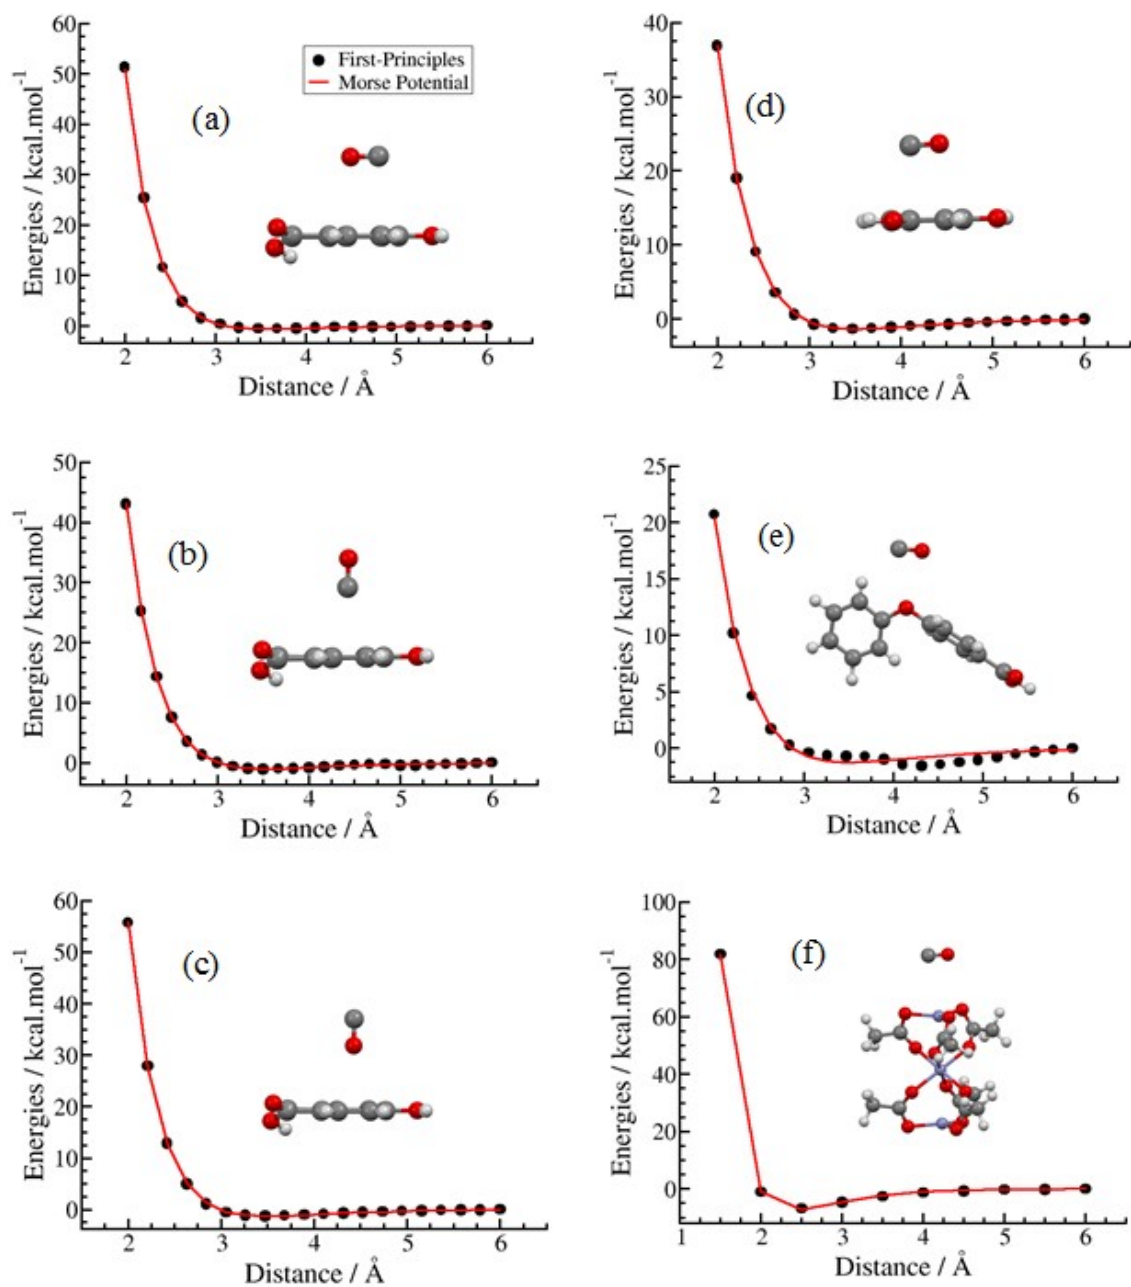 60
50
40
30
20
10
0
Energies / kcal.mol⁻¹
First-Principles
Morse Potential
(a)
2 3 4 5 6
Distance / Å
40
30
20
10
0
Energies / kcal.mol⁻¹
(d)
2 3 4 5 6
Distance / Å
50
40
30
20
10
0
Energies / kcal.mol⁻¹
(b)
2 3 4 5 6
Distance / Å
25
20
15
10
5
0
Energies / kcal.mol⁻¹
(e)
2 3 4 5 6
Distance / Å
60
50
40
30
20
10
0
Energies / kcal.mol⁻¹
(c)
2 3 4 5 6
Distance / Å
100
80
60
40
20
0
Energies / kcal.mol⁻¹
(f)
1 2 3 4 5 6
Distance / Å